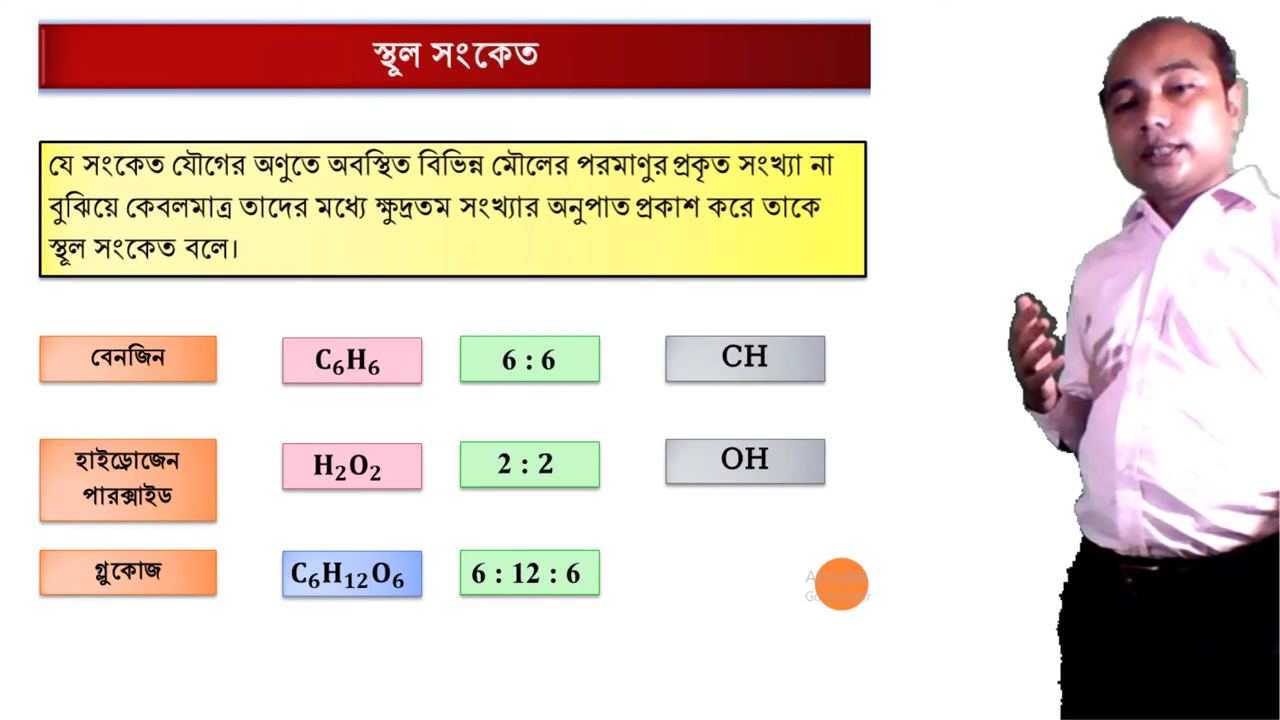 স্থূল সংকেত
যে সংকেত যৌগের অণুতে অবস্থিত বিভিন্ন মৌলের পরমাণুর প্রকৃত সংখ্যা না
বুঝিয়ে কেবলমাত্র তাদের মধ্যে ক্ষুদ্রতম সংখ্যার অনুপাত প্রকাশ করে তাকে
স্থূল সংকেত বলে।
বেনজিন C₆H₆ 6 : 6 CH
হাইড্রোজেন
পারক্সাইড H₂O₂ 2 : 2 OH
গ্লুকোজ C₆H₁₂O₆ 6 : 12 : 6